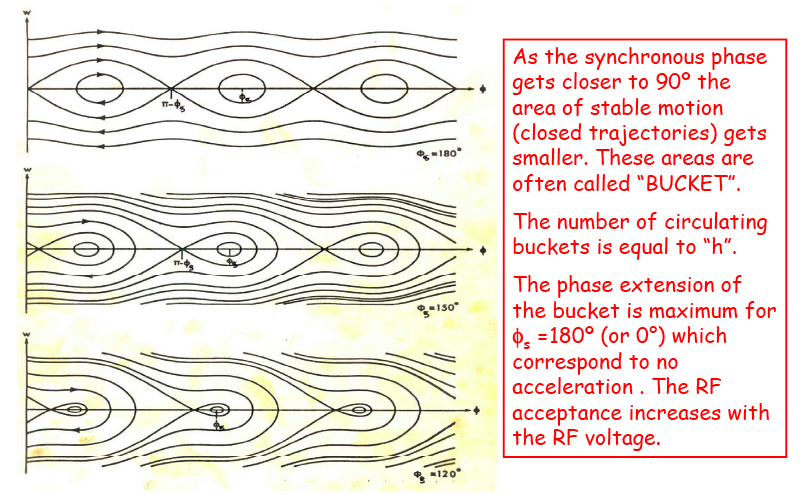 w
ϕ
π-ϕs
ϕs
Φs=180°
w
ϕ
π-ϕs
ϕs
Φs=150°
w
ϕ
ϕs
Φs=120°
As the synchronous phase
gets closer to 90º the
area of stable motion
(closed trajectories) gets
smaller. These areas are
often called “BUCKET”.
The number of circulating
buckets is equal to “h”.
The phase extension of
the bucket is maximum for
ϕs =180º (or 0°) which
correspond to no
acceleration . The RF
acceptance increases with
the RF voltage.